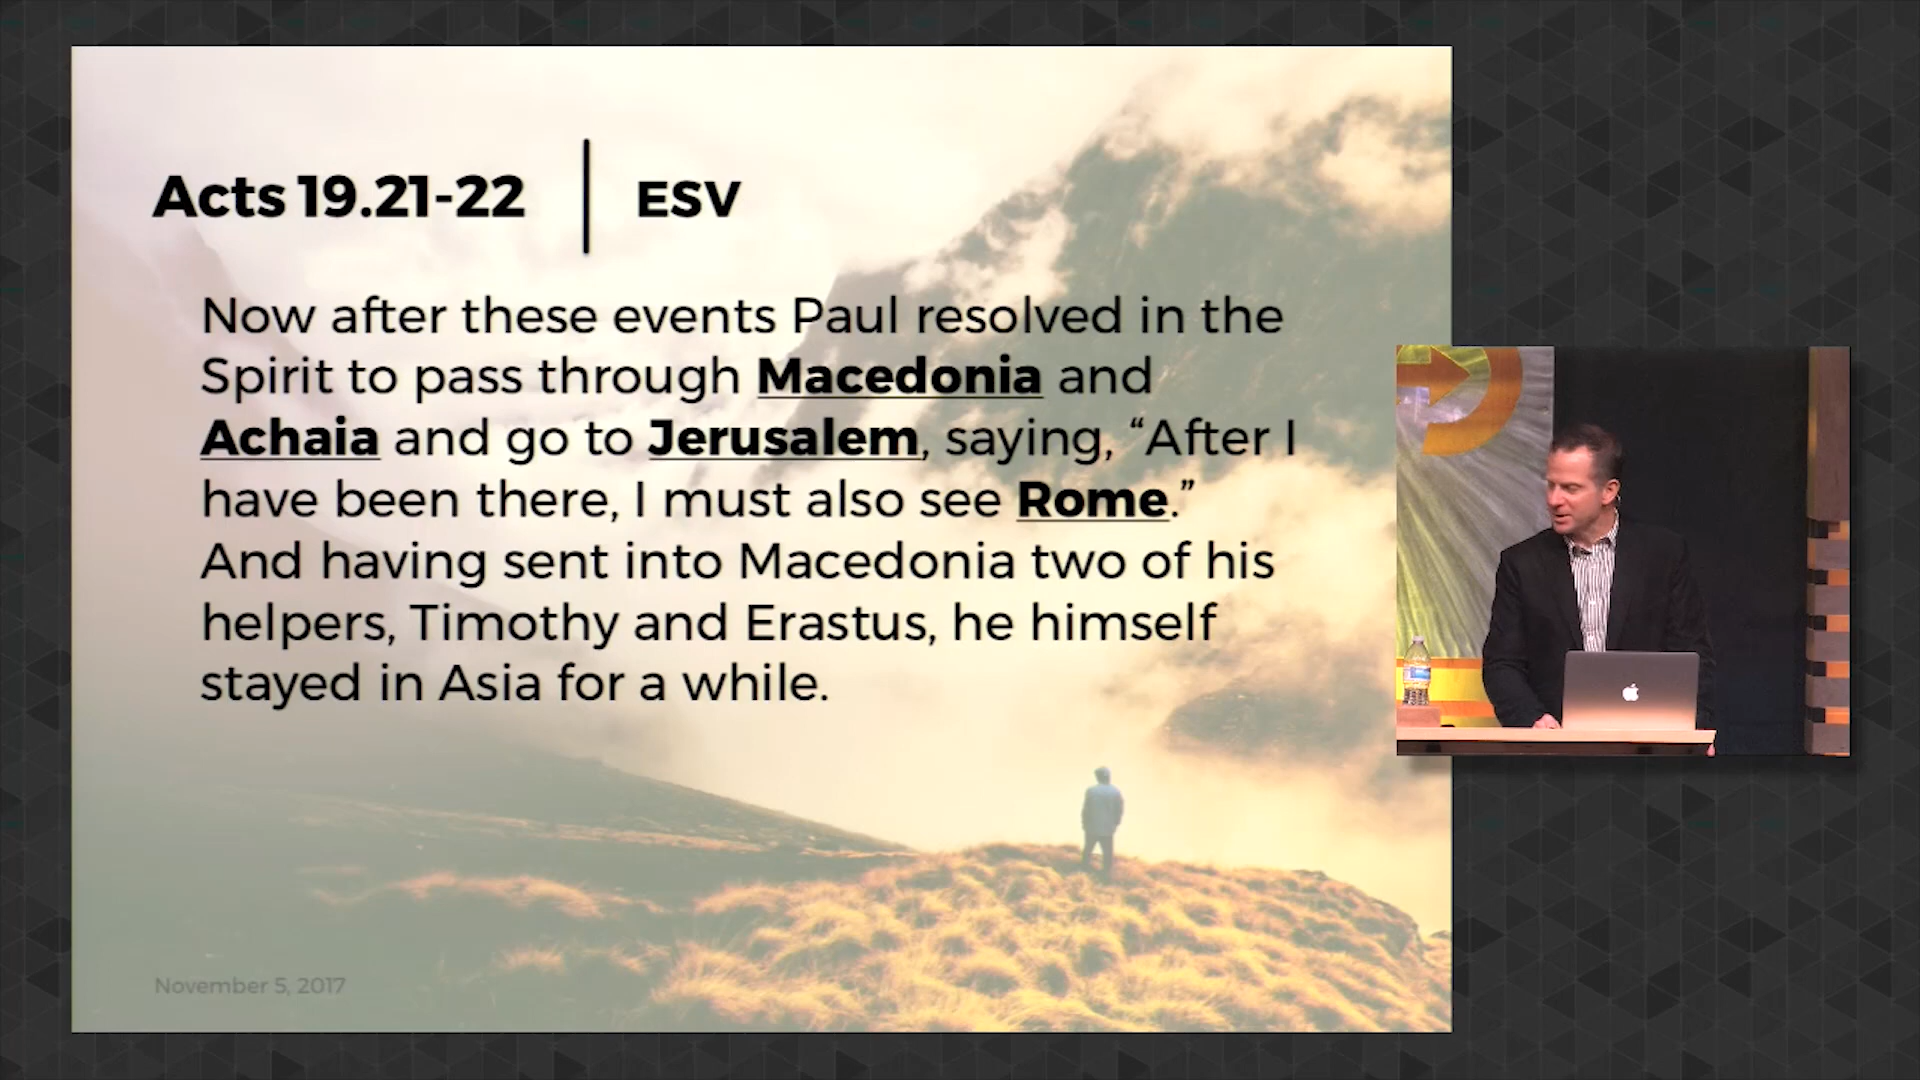 Acts 19.21-22 | ESV
Now after these events Paul resolved in the
Spirit to pass through Macedonia and
Achaia and go to Jerusalem, saying, “After I
have been there, I must also see Rome.”
And having sent into Macedonia two of his
helpers, Timothy and Erastus, he himself
stayed in Asia for a while.
November 5, 2017